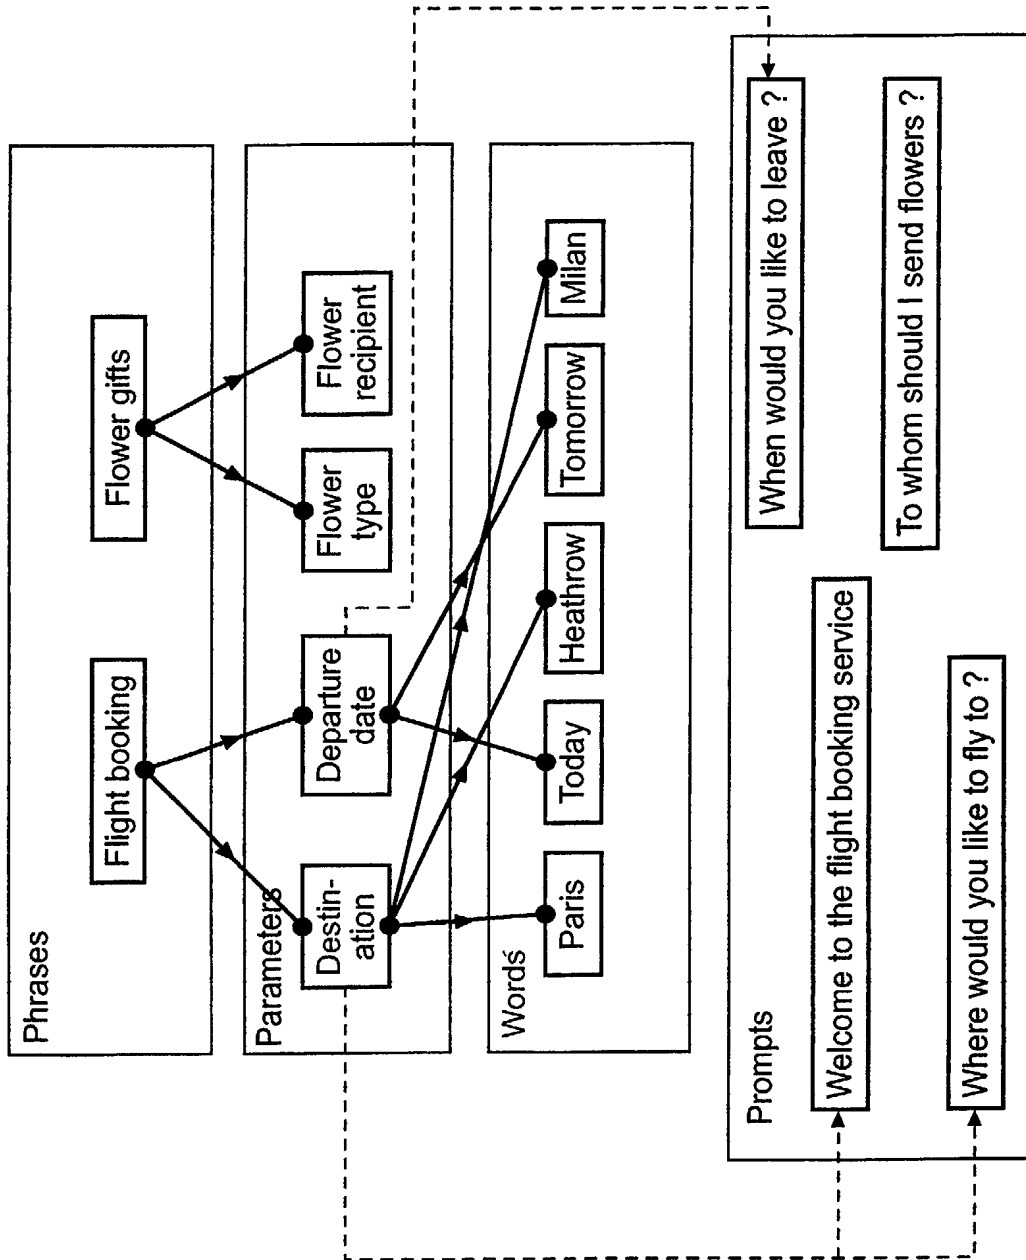 Phrases
Flight booking
Flower gifts
Parameters
Destin-
ation
Departure
date
Flower
type
Flower
recipient
Words
Paris
Today
Heathrow
Tomorrow
Milan
Prompts
Welcome to the flight booking service
When would you like to leave ?
Where would you like to fly to ?
To whom should I send flowers ?